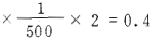 × 1/500 × 2 = 0.4